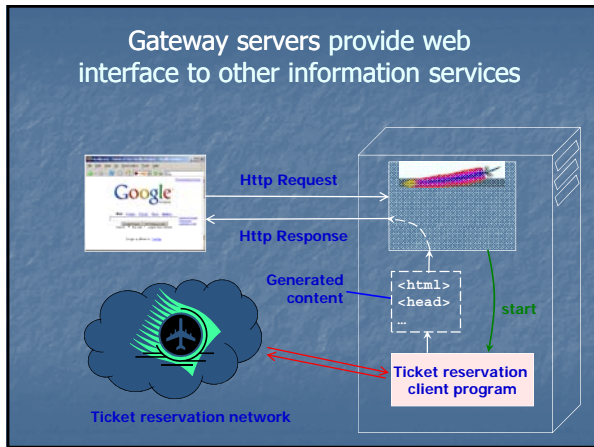 Gateway servers provide web
interface to other information services
Google
Http Request
Http Response
Generated
content
<html>
<head>
…
start
Ticket reservation
client program
Ticket reservation network